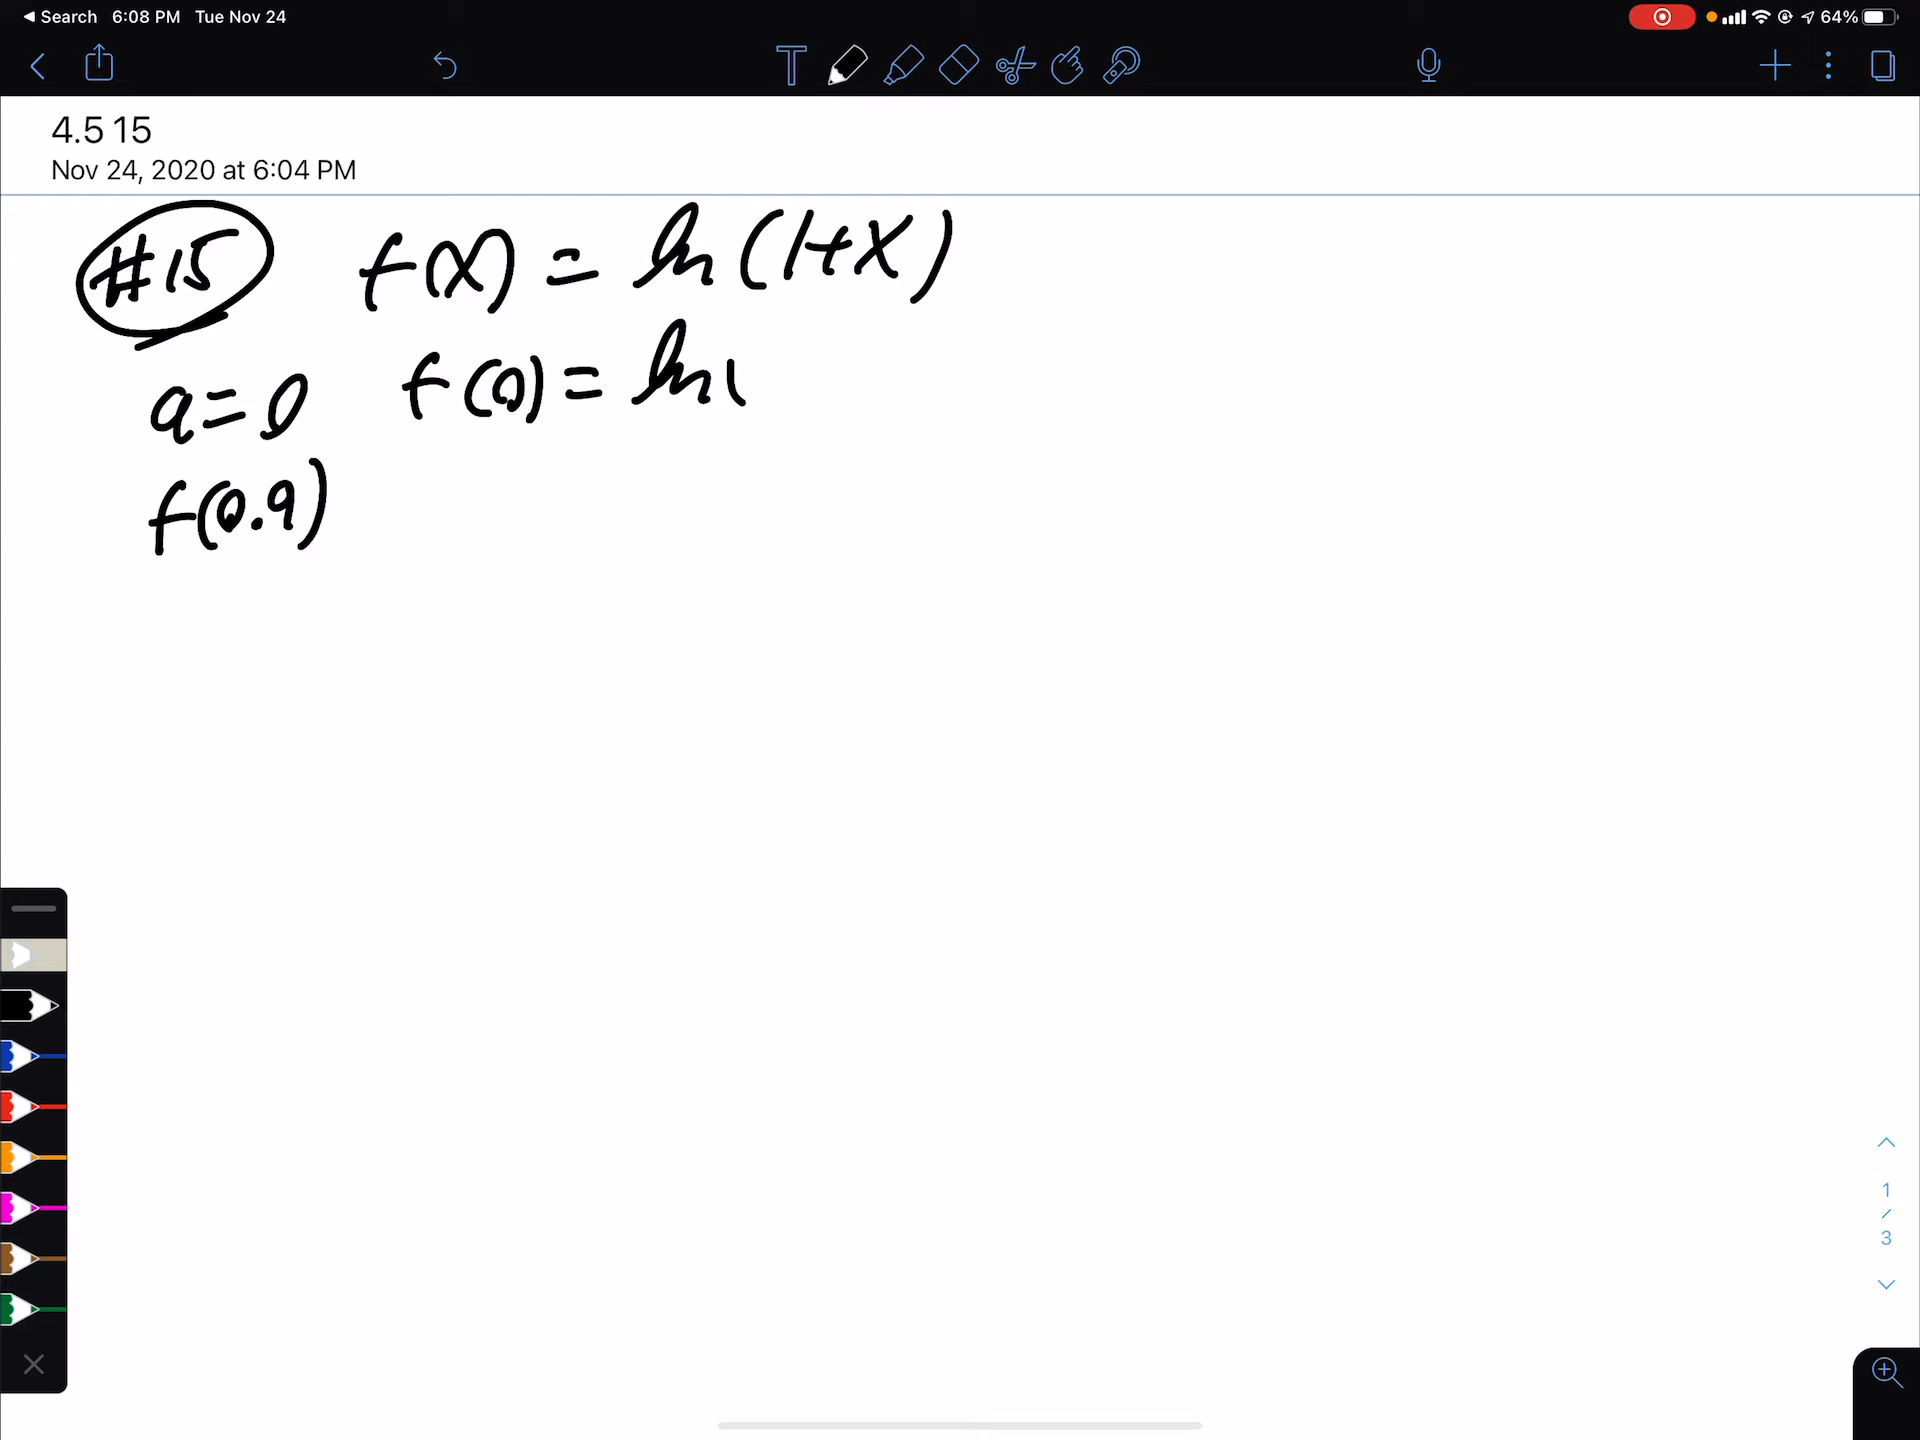 Search 6:08 PM Tue Nov 24 64%
4.5 15
Nov 24, 2020 at 6:04 PM
#15 f(x) = ln(1+x)
a=0 f(0) = ln1
f(0.9)
1
/
3